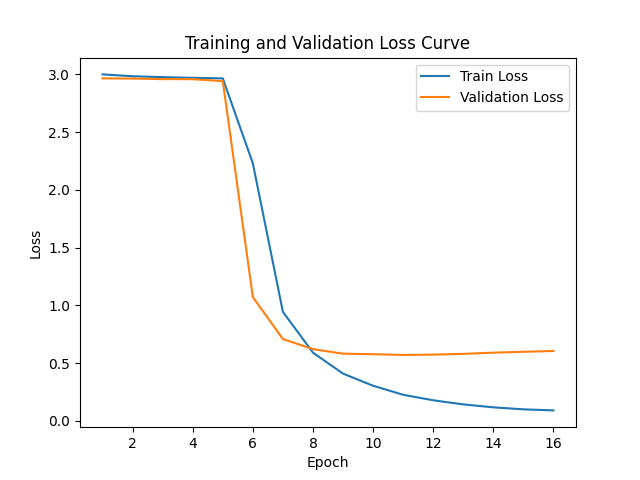 Training and Validation Loss Curve
Train Loss
Validation Loss
3.0
2.5
2.0
1.5
1.0
0.5
0.0
Loss
2 4 6 8 10 12 14 16
Epoch